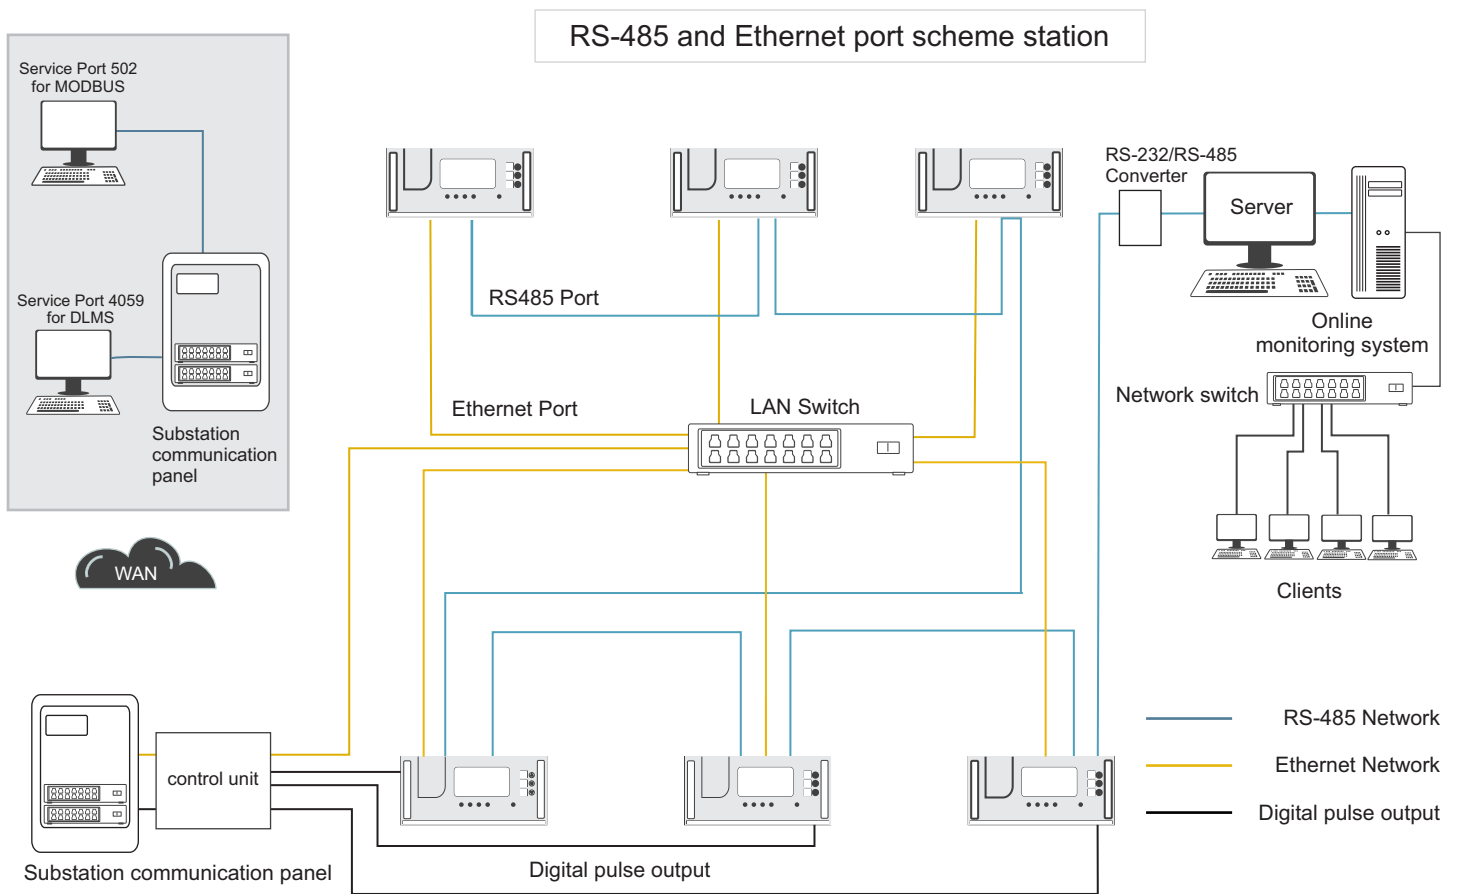 RS-485 and Ethernet port scheme station
Service Port 502
for MODBUS
Service Port 4059
for DLMS
Substation
communication
panel
WAN
RS485 Port
Ethernet Port
LAN Switch
RS-232/RS-485
Converter
Server
Online
monitoring system
Network switch
Clients
control unit
Substation communication panel
Digital pulse output
RS-485 Network
Ethernet Network
Digital pulse output